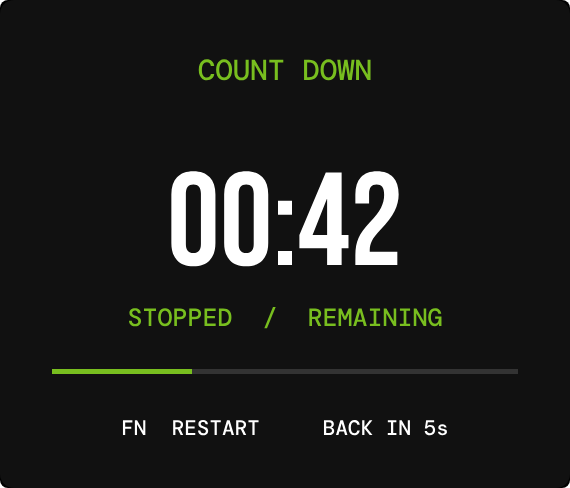 COUNT DOWN
00:42
STOPPED / REMAINING
FN RESTART BACK IN 5s